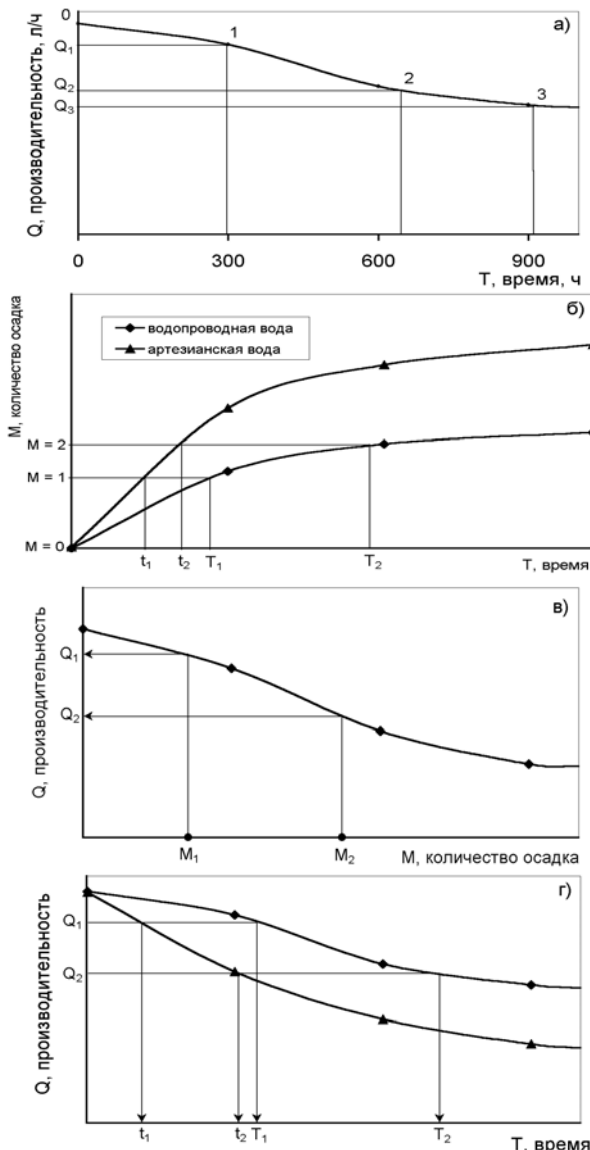 а)
Q, производительность, л/ч
0
Q₁
Q₂
Q₃
1
2
3
0 300 600 900
T, время, ч
б)
М, количество осадка
водопроводная вода
артезианская вода
M = 2
M = 1
M = 0
t₁ t₂ T₁ T₂ T, время
в)
Q, производительность
Q₁
Q₂
M₁ M₂ М, количество осадка
г)
Q, производительность
Q₁
Q₂
t₁ t₂ T₁ T₂
T, время